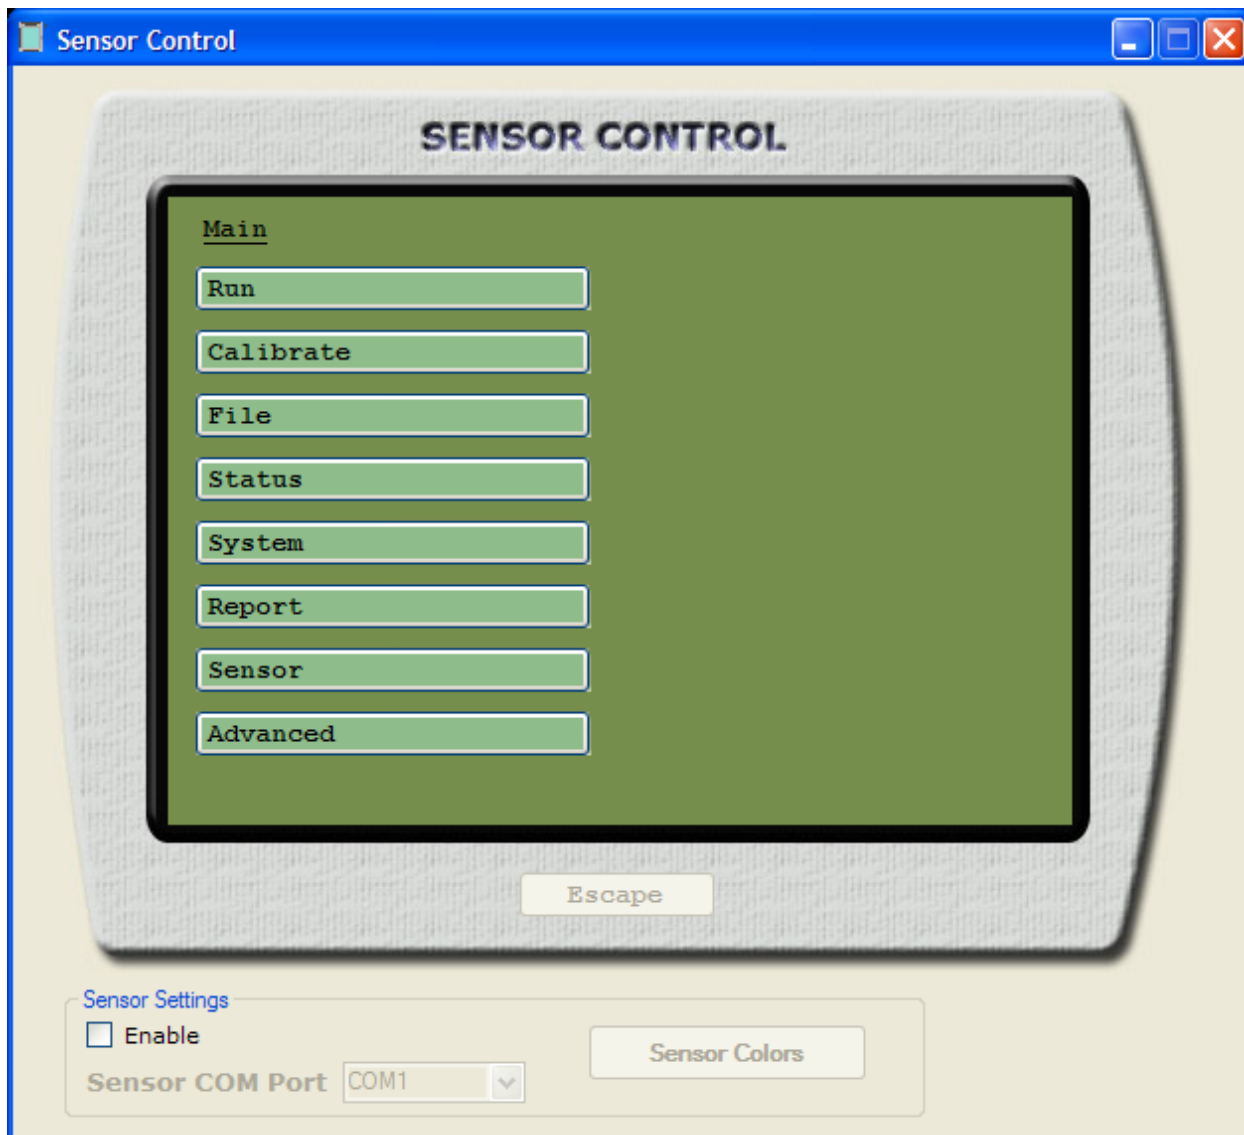 Sensor Control
SENSOR CONTROL
Main
Run
Calibrate
File
Status
System
Report
Sensor
Advanced
Escape
Sensor Settings
Enable
Sensor Colors
Sensor COM Port COM1